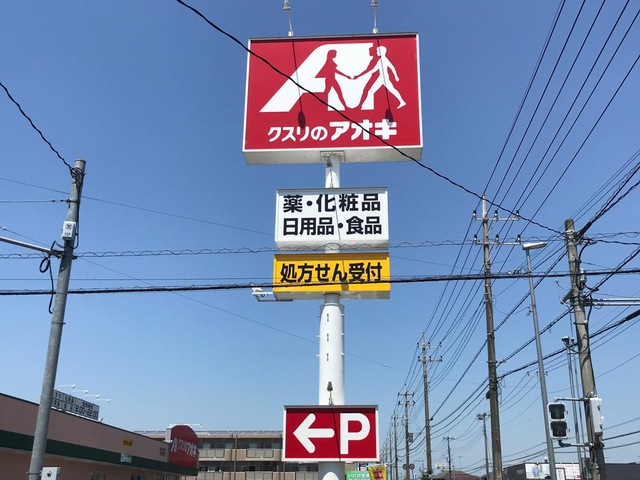 クスリのアオキ
薬・化粧品
日用品・食品
処方せん受付
←P